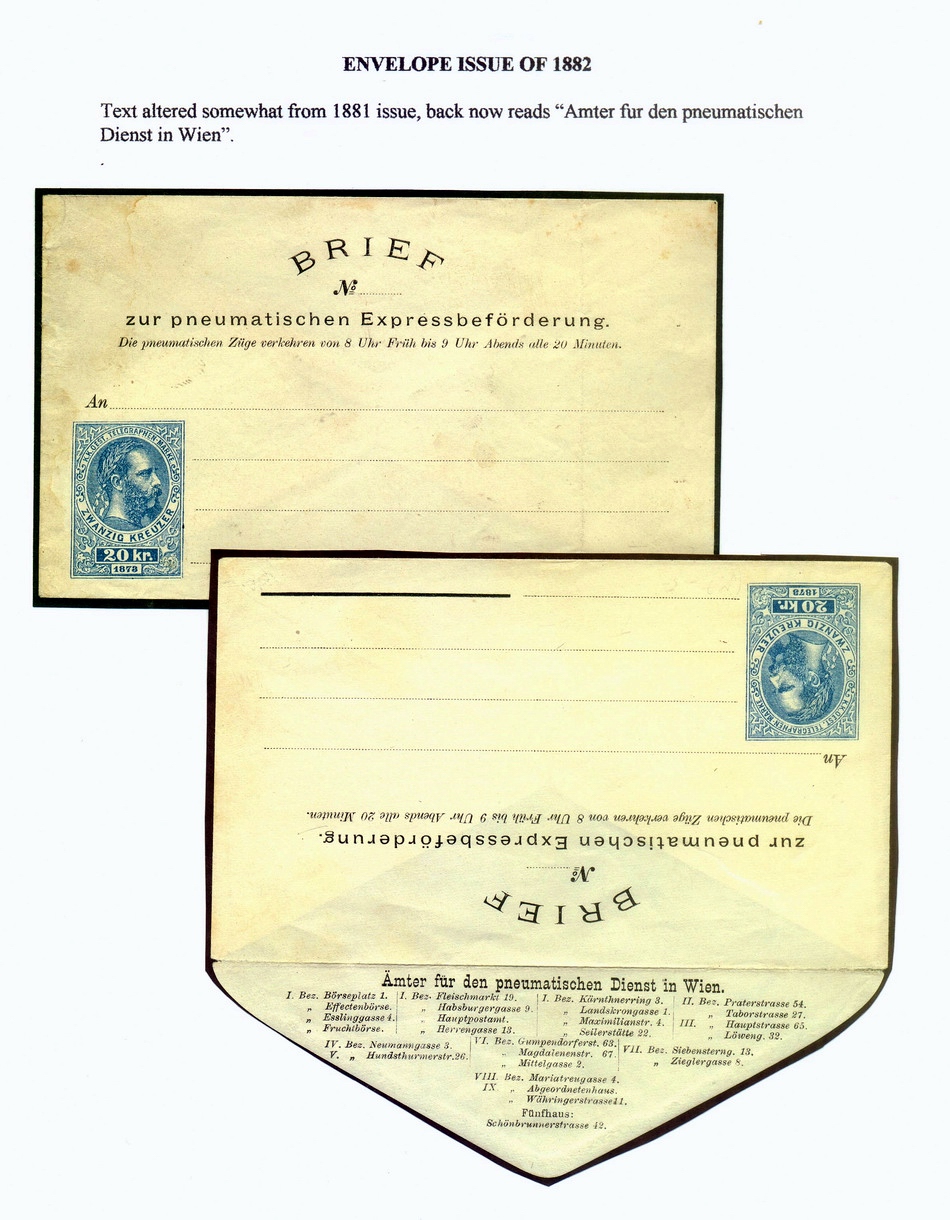 ENVELOPE ISSUE OF 1882
Text altered somewhat from 1881 issue, back now reads “Amter fur den pneumatischen
Dienst in Wien”.
BRIEF
No
zur pneumatischen Expressbeförderung.
Die pneumatischen Züge verkehren von 8 Uhr Früh bis 9 Uhr Abends alle 20 Minuten.
An
K.K. OEST. TELEGRAPHEN MARKE
ZWANZIG KREUZER
20 kr.
1873
1873
20 kr.
ZWANZIG KREUZER
K.K. OEST. TELEGRAPHEN MARKE
An
Die pneumatischen Züge verkehren von 8 Uhr Früh bis 9 Uhr Abends alle 20 Minuten.
zur pneumatischen Expressbeförderung.
No
BRIEF
Ämter für den pneumatischen Dienst in Wien.
I. Bez. Börseplatz 1.
„ Effectenbörse.
„ Esslinggasse 4.
„ Fruchtbörse.
I. Bez. Fleischmarkt 19.
„ Habsburgergasse 9.
„ Hauptpostamt.
„ Herrengasse 13.
I. Bez. Kärnthnerring 3.
„ Landskrongasse 1.
„ Maximilianstr. 4.
„ Seilerstätte 22.
II. Bez. Praterstrasse 54.
„ Taborstrasse 27.
III. „ Hauptstrasse 65.
„ Löweng. 32.
IV. Bez. Neumanngasse 3.
V. „ Hundsthurmerstr. 26.
VI. Bez. Gumpendorferst. 63.
„ Magdalenenstr. 67.
„ Mittelgasse 2.
VII. Bez. Siebensterng. 13.
„ Zieglergasse 8.
VIII. Bez. Mariatreugasse 4.
IX „ Abgeordnetenhaus.
„ Währingerstrasse 11.
Fünfhaus:
Schönbrunnerstrasse 42.